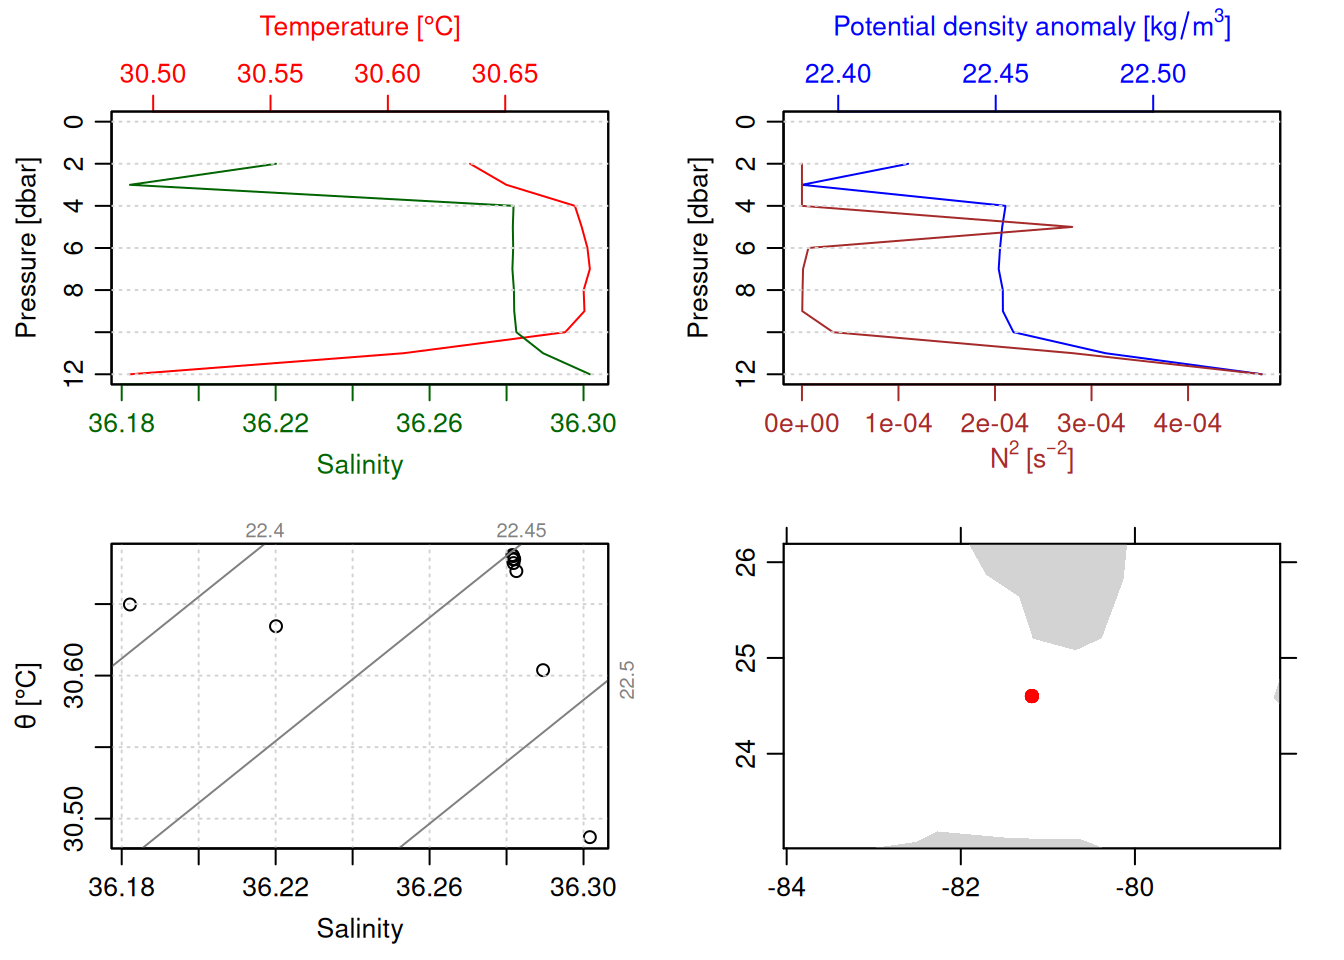 Temperature [°C]
30.50 30.55 30.60 30.65
Pressure [dbar]
0
2
4
6
8
12
36.18 36.22 36.26 36.30
Salinity
Potential density anomaly [kg/m³]
22.40 22.45 22.50
Pressure [dbar]
0
2
4
6
8
12
0e+00 1e-04 2e-04 3e-04 4e-04
N² [s⁻²]
22.4 22.45
22.5
θ [°C]
30.60
30.50
36.18 36.22 36.26 36.30
Salinity
26
25
24
-84 -82 -80